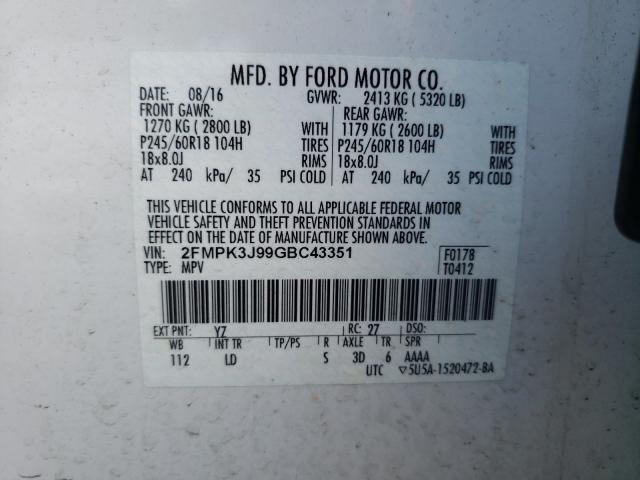 MFD. BY FORD MOTOR CO.
DATE: 08/16 GVWR: 2413 KG ( 5320 LB)
FRONT GAWR: REAR GAWR:
1270 KG ( 2800 LB) WITH 1179 KG ( 2600 LB) WITH
P245/60R18 104H TIRES P245/60R18 104H TIRES
18x8.0J RIMS 18x8.0J RIMS
AT 240 kPa/ 35 PSI COLD AT 240 kPa/ 35 PSI COLD
THIS VEHICLE CONFORMS TO ALL APPLICABLE FEDERAL MOTOR
VEHICLE SAFETY AND THEFT PREVENTION STANDARDS IN
EFFECT ON THE DATE OF MANUFACTURE SHOWN ABOVE.
VIN: 2FMPK3J99GBC43351 F0178
TYPE: MPV T0412
EXT PNT: YZ RC: 27 DSO:
WB INT TR TP/PS R AXLE TR SPR
112 LD S 3D 6 AAAA
UTC ▽5U5A-1520472-BA